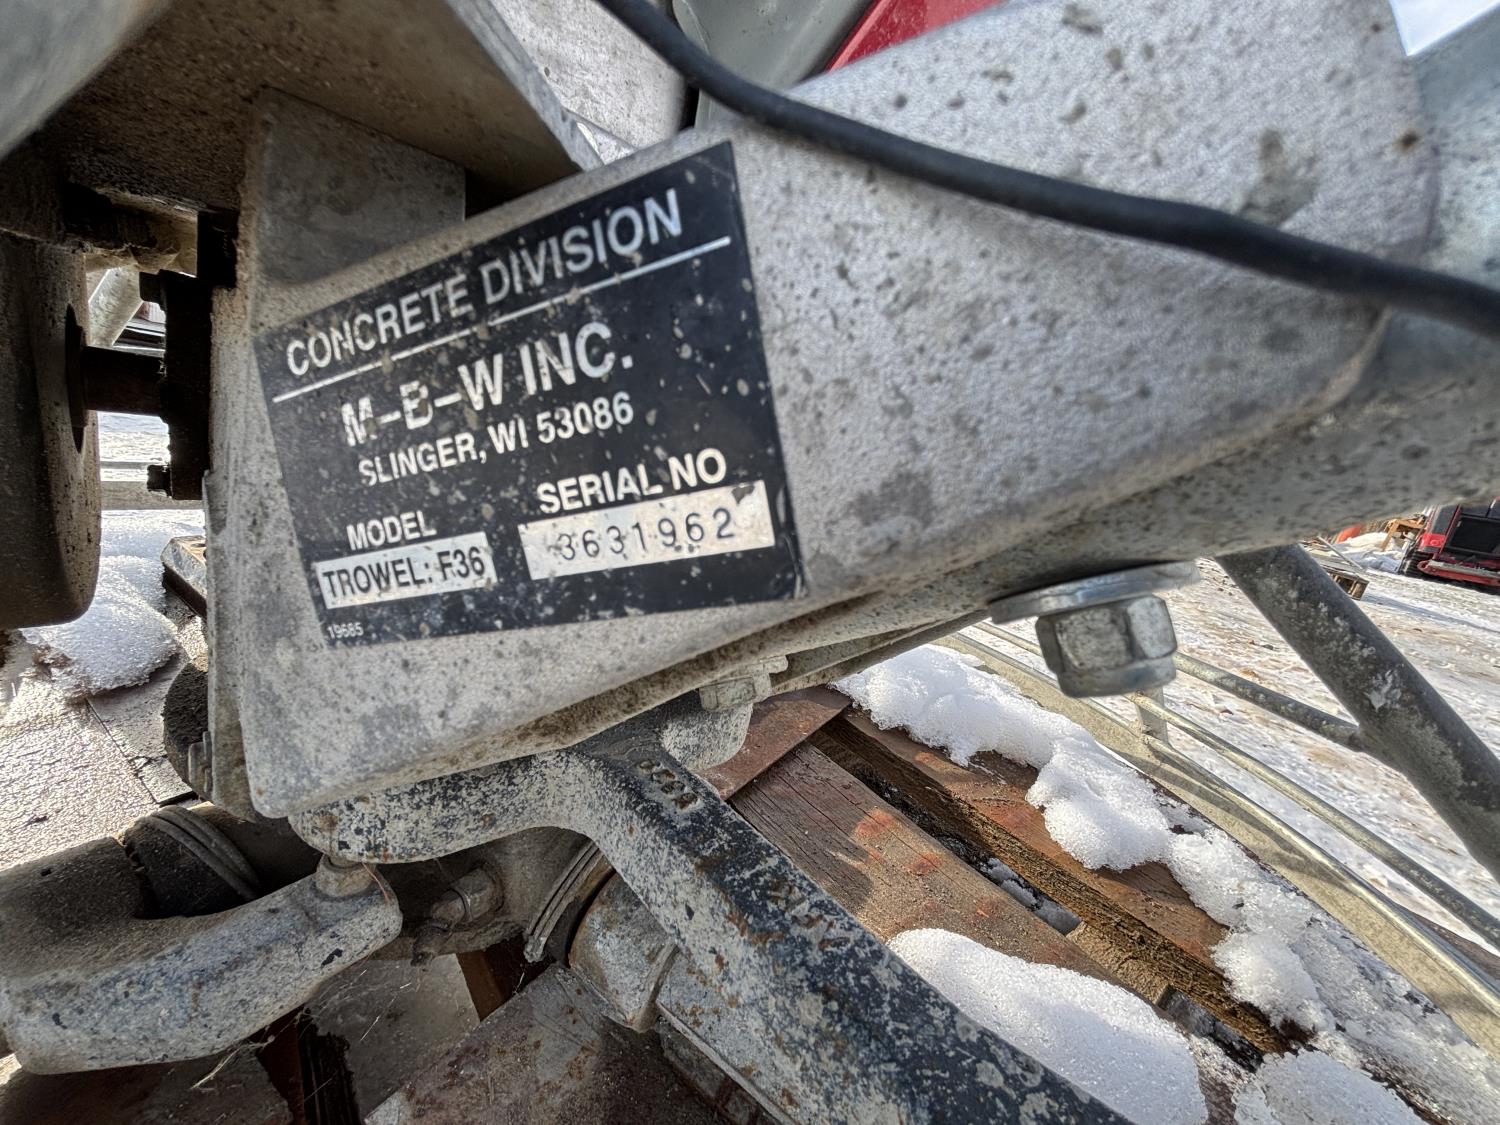 CONCRETE DIVISION
M-B-W INC.
SLINGER, WI 53086
MODEL SERIAL NO
TROWEL: F36 3631962
19685